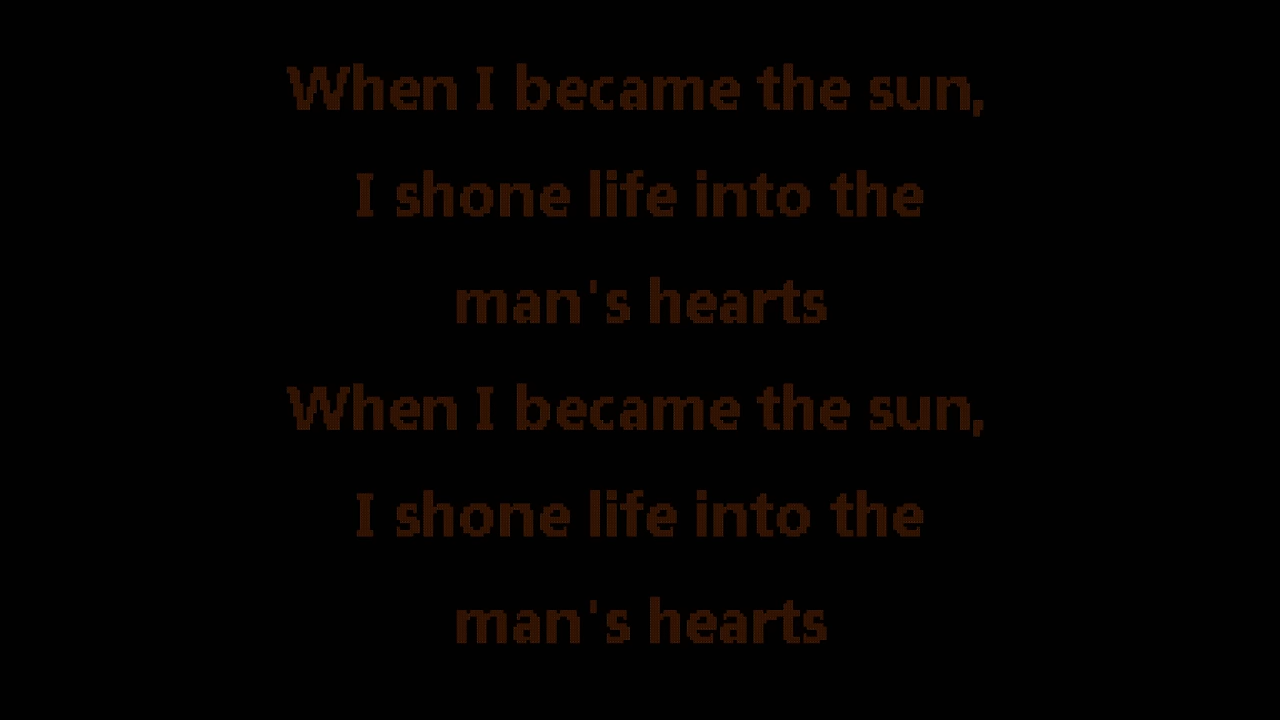 When I became the sun,
I shone life into the
man's hearts
When I became the sun,
I shone life into the
man's hearts